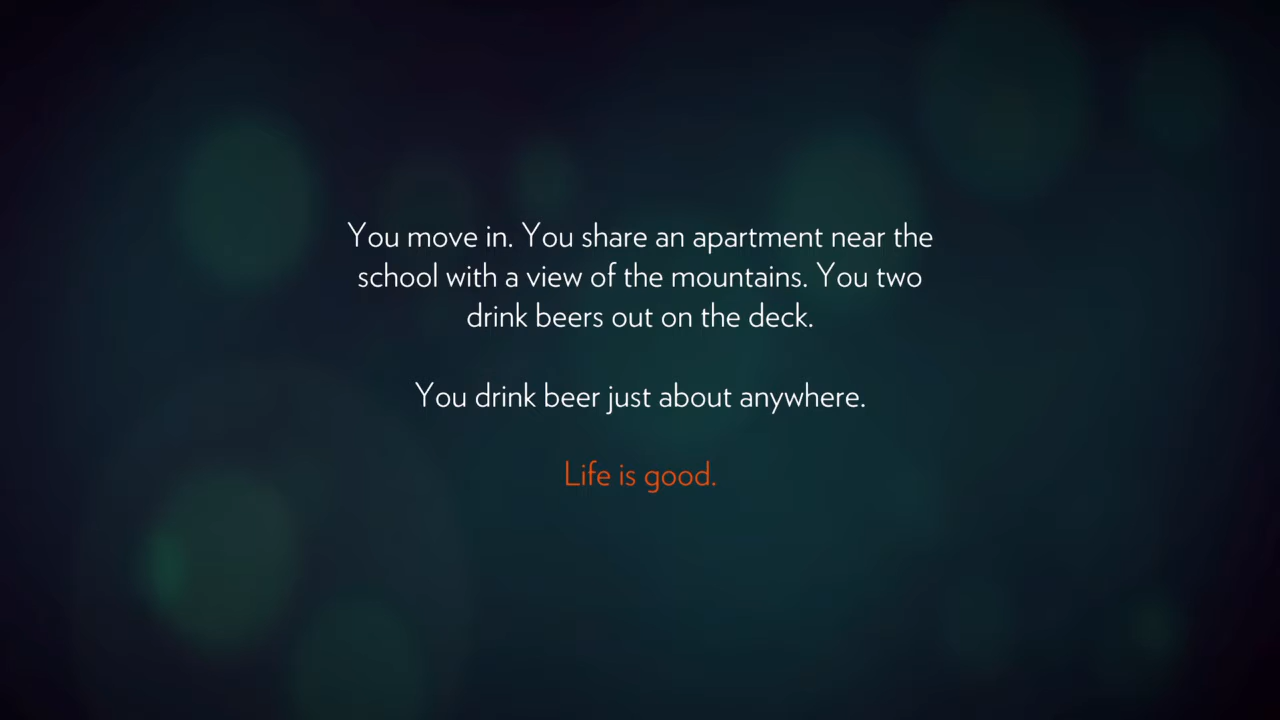 You move in. You share an apartment near the
school with a view of the mountains. You two
drink beers out on the deck.
You drink beer just about anywhere.
Life is good.